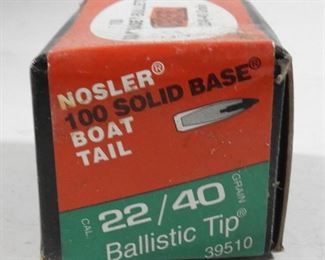 NOSLER®
100 SOLID BASE®
BOAT
TAIL
CAL. 22/40 GRAIN
Ballistic Tip®
39510